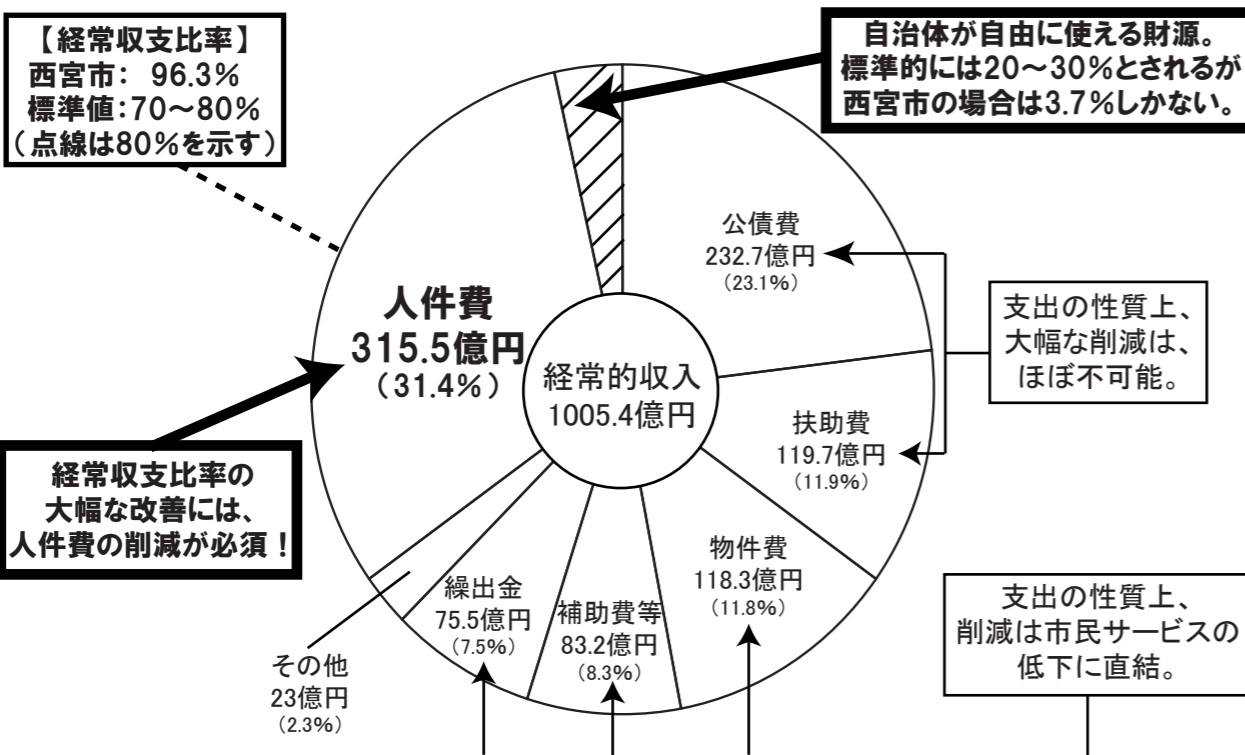 【経常収支比率】
西宮市： 96.3%
標準値：70～80%
（点線は80%を示す）
自治体が自由に使える財源。
標準的には20～30%とされるが
西宮市の場合は3.7%しかない。
公債費
232.7億円
（23.1%）
支出の性質上、
大幅な削減は、
ほぼ不可能。
人件費
315.5億円
（31.4%）
経常的収入
1005.4億円
扶助費
119.7億円
（11.9%）
経常収支比率の
大幅な改善には、
人件費の削減が必須！
物件費
118.3億円
（11.8%）
繰出金
75.5億円
（7.5%）
補助費等
83.2億円
（8.3%）
その他
23億円
（2.3%）
支出の性質上、
削減は市民サービスの
低下に直結。